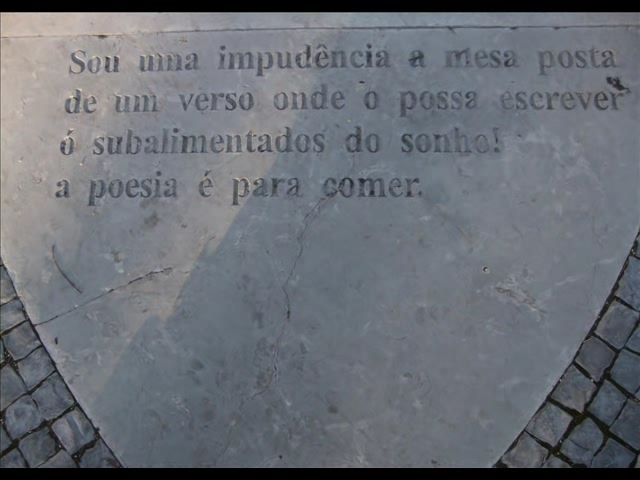 Sou uma impudência a mesa posta
de um verso onde o possa escrever
ó subalimentados do sonho!
a poesia é para comer.